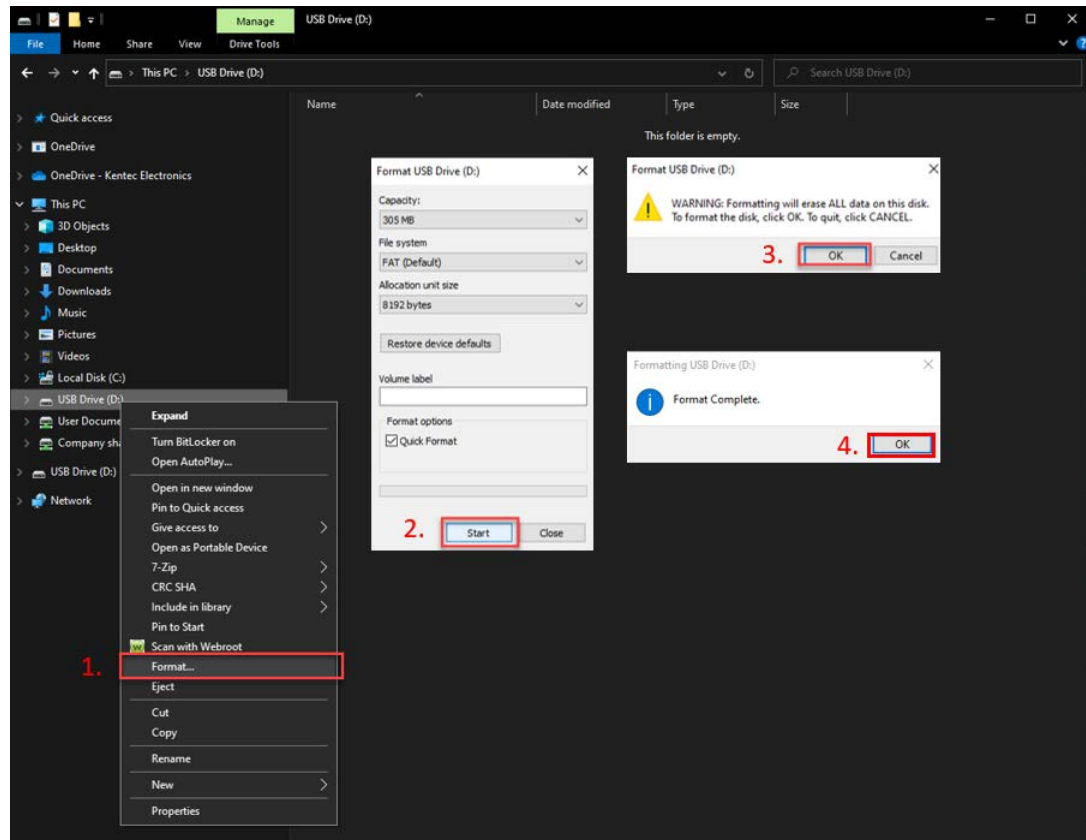 Manage
USB Drive (D:)
File
Home
Share
View
Drive Tools
This PC
USB Drive (D:)
Search USB Drive (D:)
Name
Date modified
Type
Size
This folder is empty.
Quick access
OneDrive
OneDrive - Kentec Electronics
This PC
3D Objects
Desktop
Documents
Downloads
Music
Pictures
Videos
Local Disk (C:)
USB Drive (D:)
User Docume
Company sh
USB Drive (D:)
Network
Expand
Turn BitLocker on
Open AutoPlay...
Open in new window
Pin to Quick access
Give access to
Open as Portable Device
7-Zip
CRC SHA
Include in library
Pin to Start
Scan with Webroot
1.
Format...
Eject
Cut
Copy
Rename
New
Properties
Format USB Drive (D:)
Capacity:
305 MB
File system
FAT (Default)
Allocation unit size
8192 bytes
Restore device defaults
Volume label
Format options
Quick Format
2.
Start
Close
Format USB Drive (D:)
WARNING: Formatting will erase ALL data on this disk.
To format the disk, click OK. To quit, click CANCEL.
3.
OK
Cancel
Formatting USB Drive (D:)
Format Complete.
4.
OK